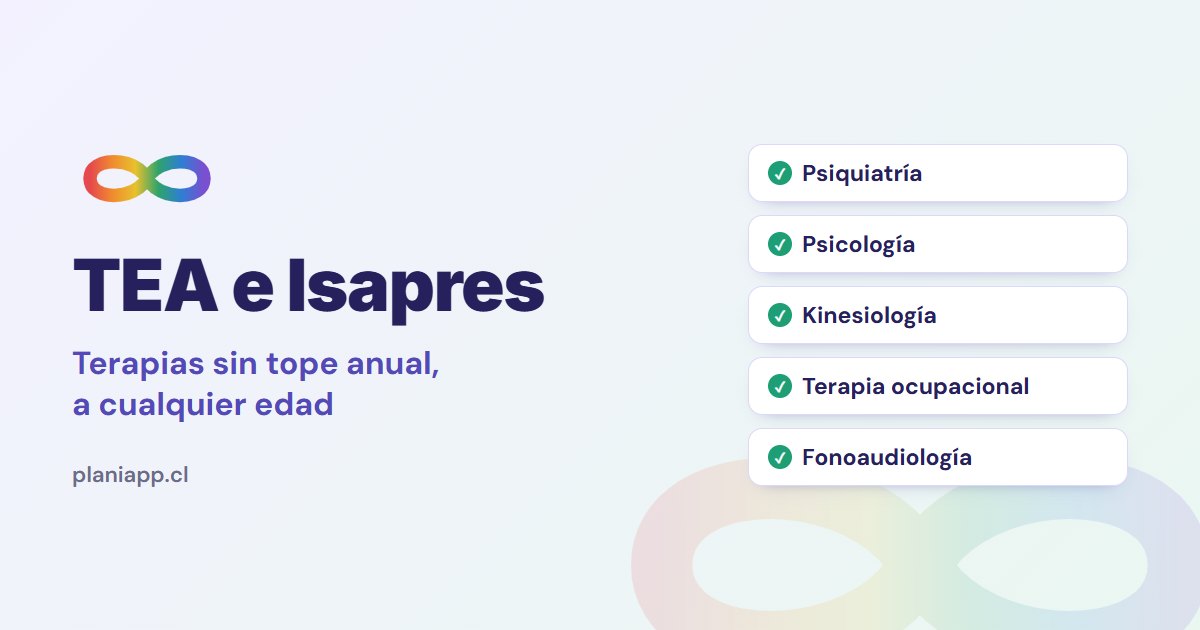 TEA e Isapres
Terapias sin tope anual,
a cualquier edad
planiapp.cl
Psiquiatría
Psicología
Kinesiología
Terapia ocupacional
Fonoaudiología